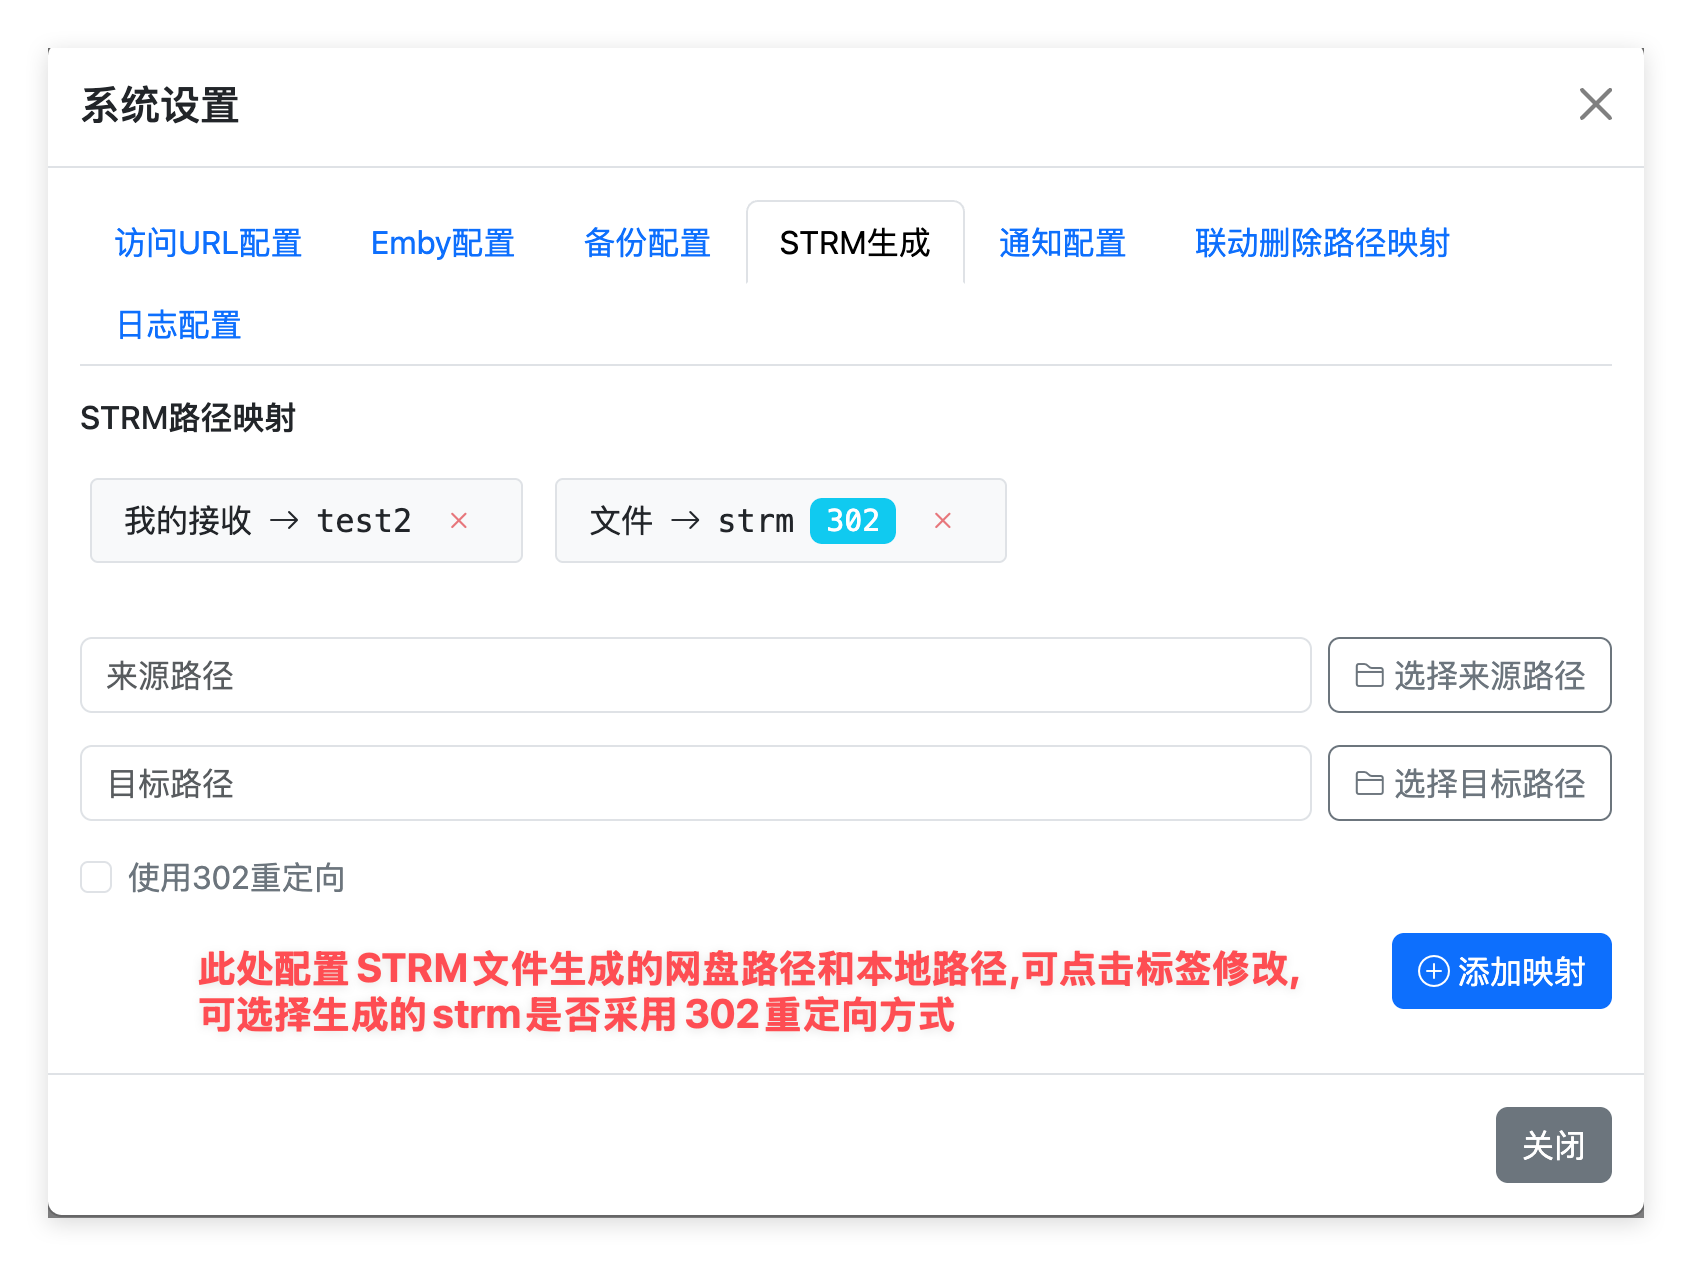 系统设置
访问URL配置 Emby配置 备份配置 STRM生成 通知配置 联动删除路径映射
日志配置
STRM路径映射
我的接收 → test2 × 文件 → strm 302 ×
来源路径 选择来源路径
目标路径 选择目标路径
使用302重定向
此处配置 STRM文件生成的网盘路径和本地路径,可点击标签修改,
可选择生成的strm是否采用 302重定向方式
添加映射
关闭